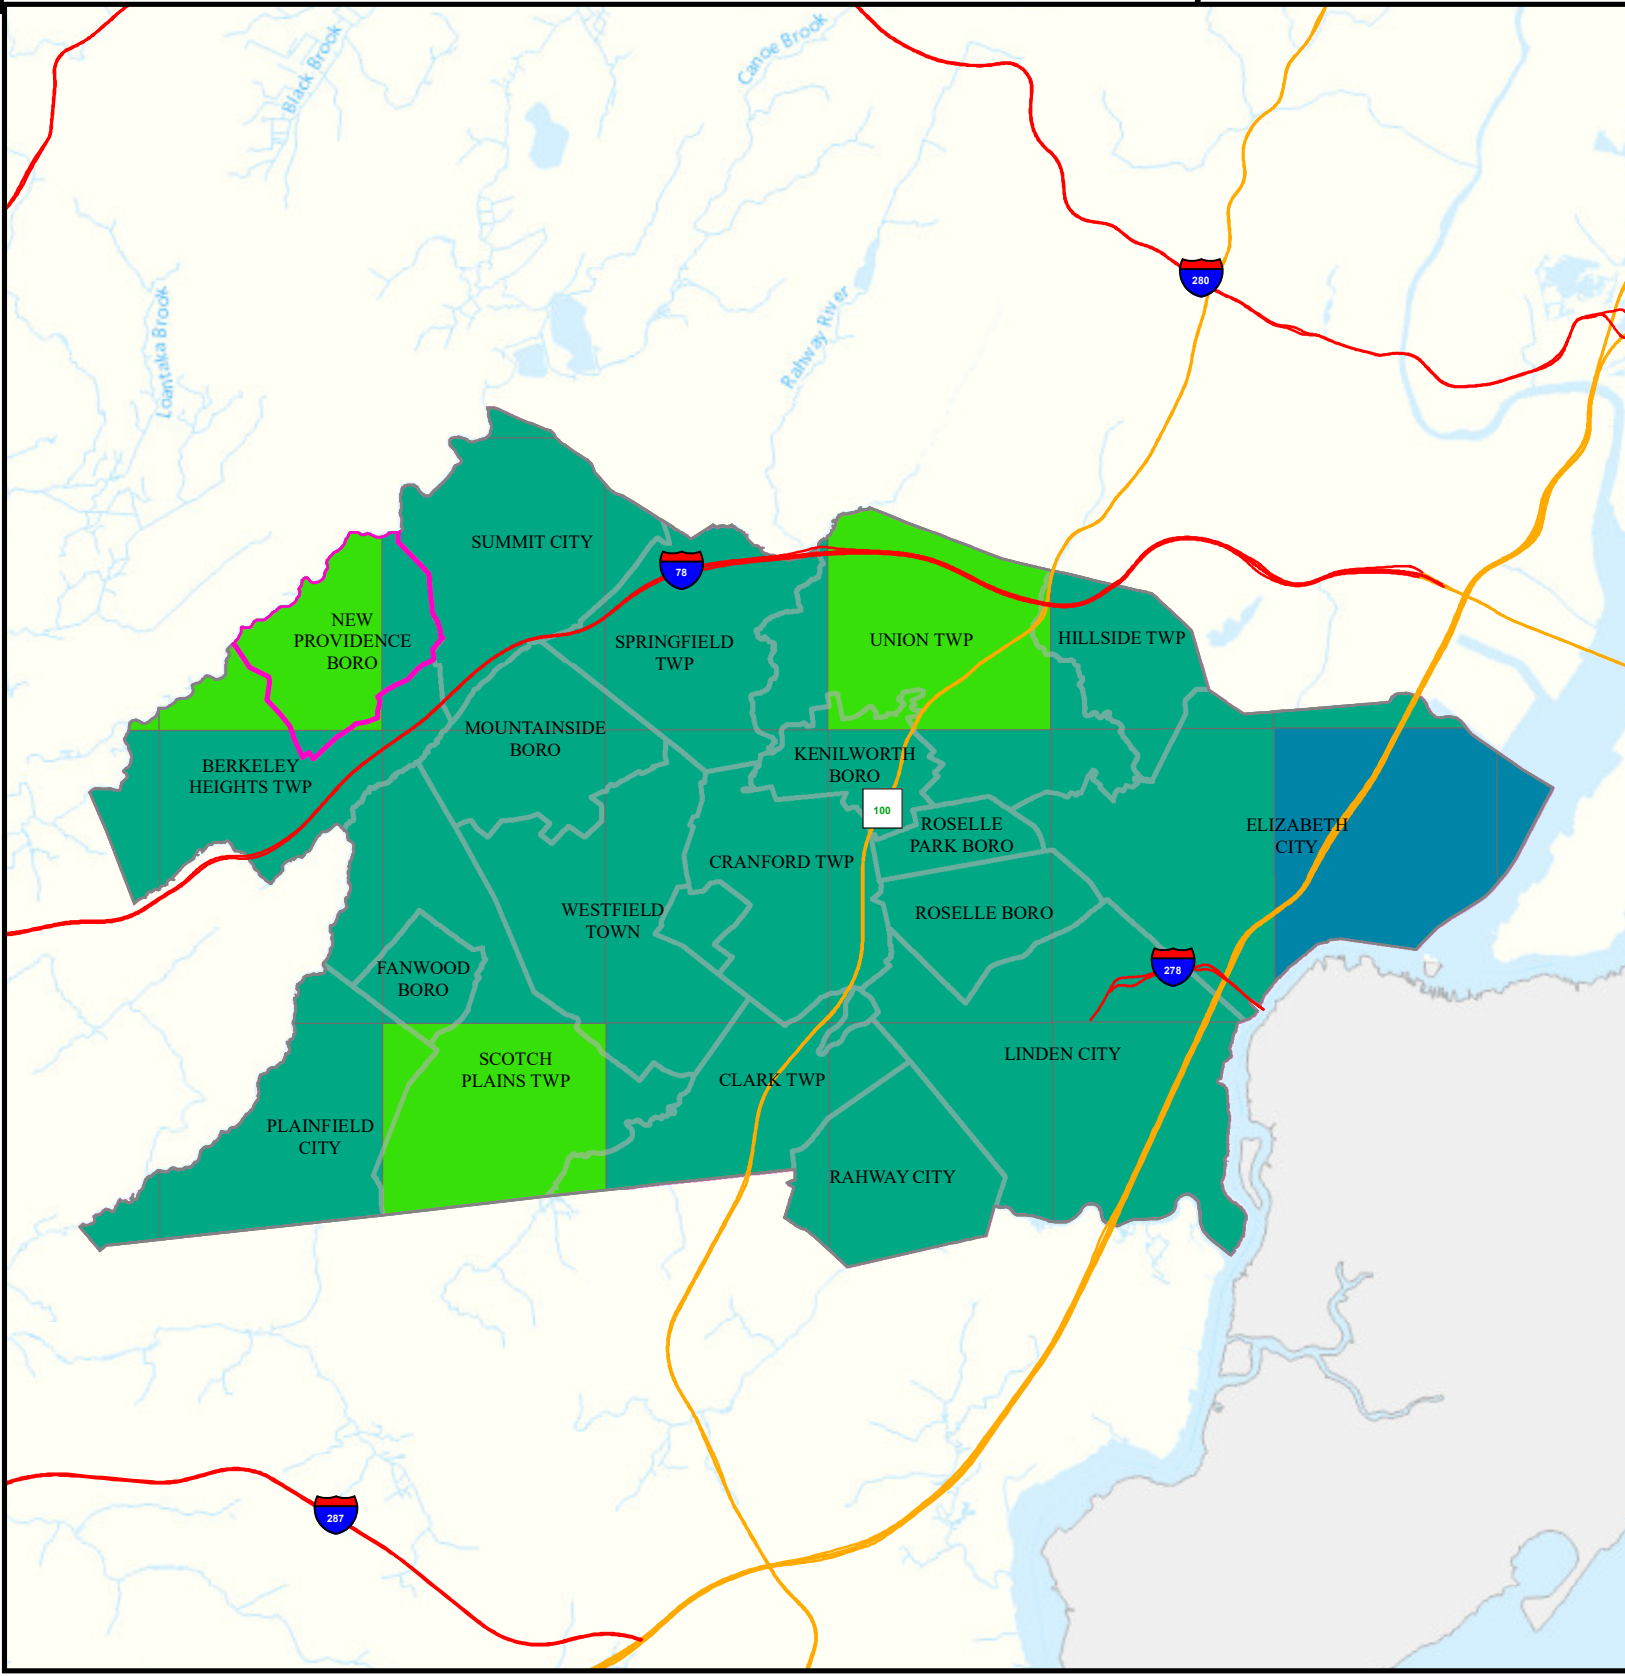 Black Brook
Canoe Brook
280
Loantaka Brook
Rahway River
SUMMIT CITY
78
NEW
PROVIDENCE
BORO
SPRINGFIELD
TWP
UNION TWP
HILLSIDE TWP
MOUNTAINSIDE
BORO
KENILWORTH
BORO
BERKELEY
HEIGHTS TWP
100
ROSELLE
PARK BORO
ELIZABETH
CITY
CRANFORD TWP
WESTFIELD
TOWN
ROSELLE BORO
FANWOOD
BORO
278
SCOTCH
PLAINS TWP
LINDEN CITY
CLARK TWP
PLAINFIELD
CITY
RAHWAY CITY
287